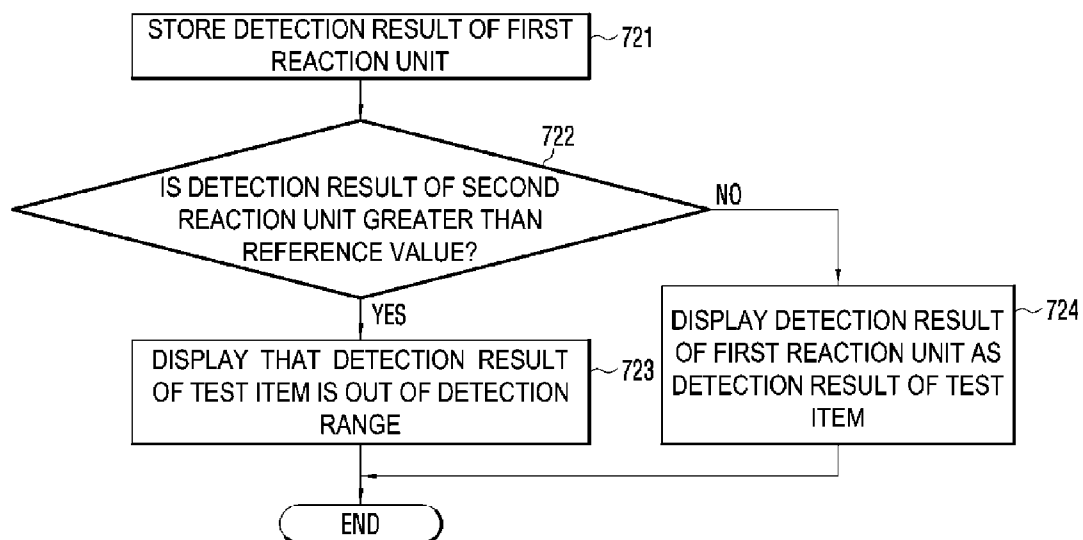 STORE DETECTION RESULT OF FIRST
REACTION UNIT
721
722
IS DETECTION RESULT OF SECOND
REACTION UNIT GREATER THAN
REFERENCE VALUE?
NO
YES
DISPLAY THAT DETECTION RESULT
OF TEST ITEM IS OUT OF DETECTION
RANGE
723
DISPLAY DETECTION RESULT
OF FIRST REACTION UNIT AS
DETECTION RESULT OF TEST
ITEM
724
END